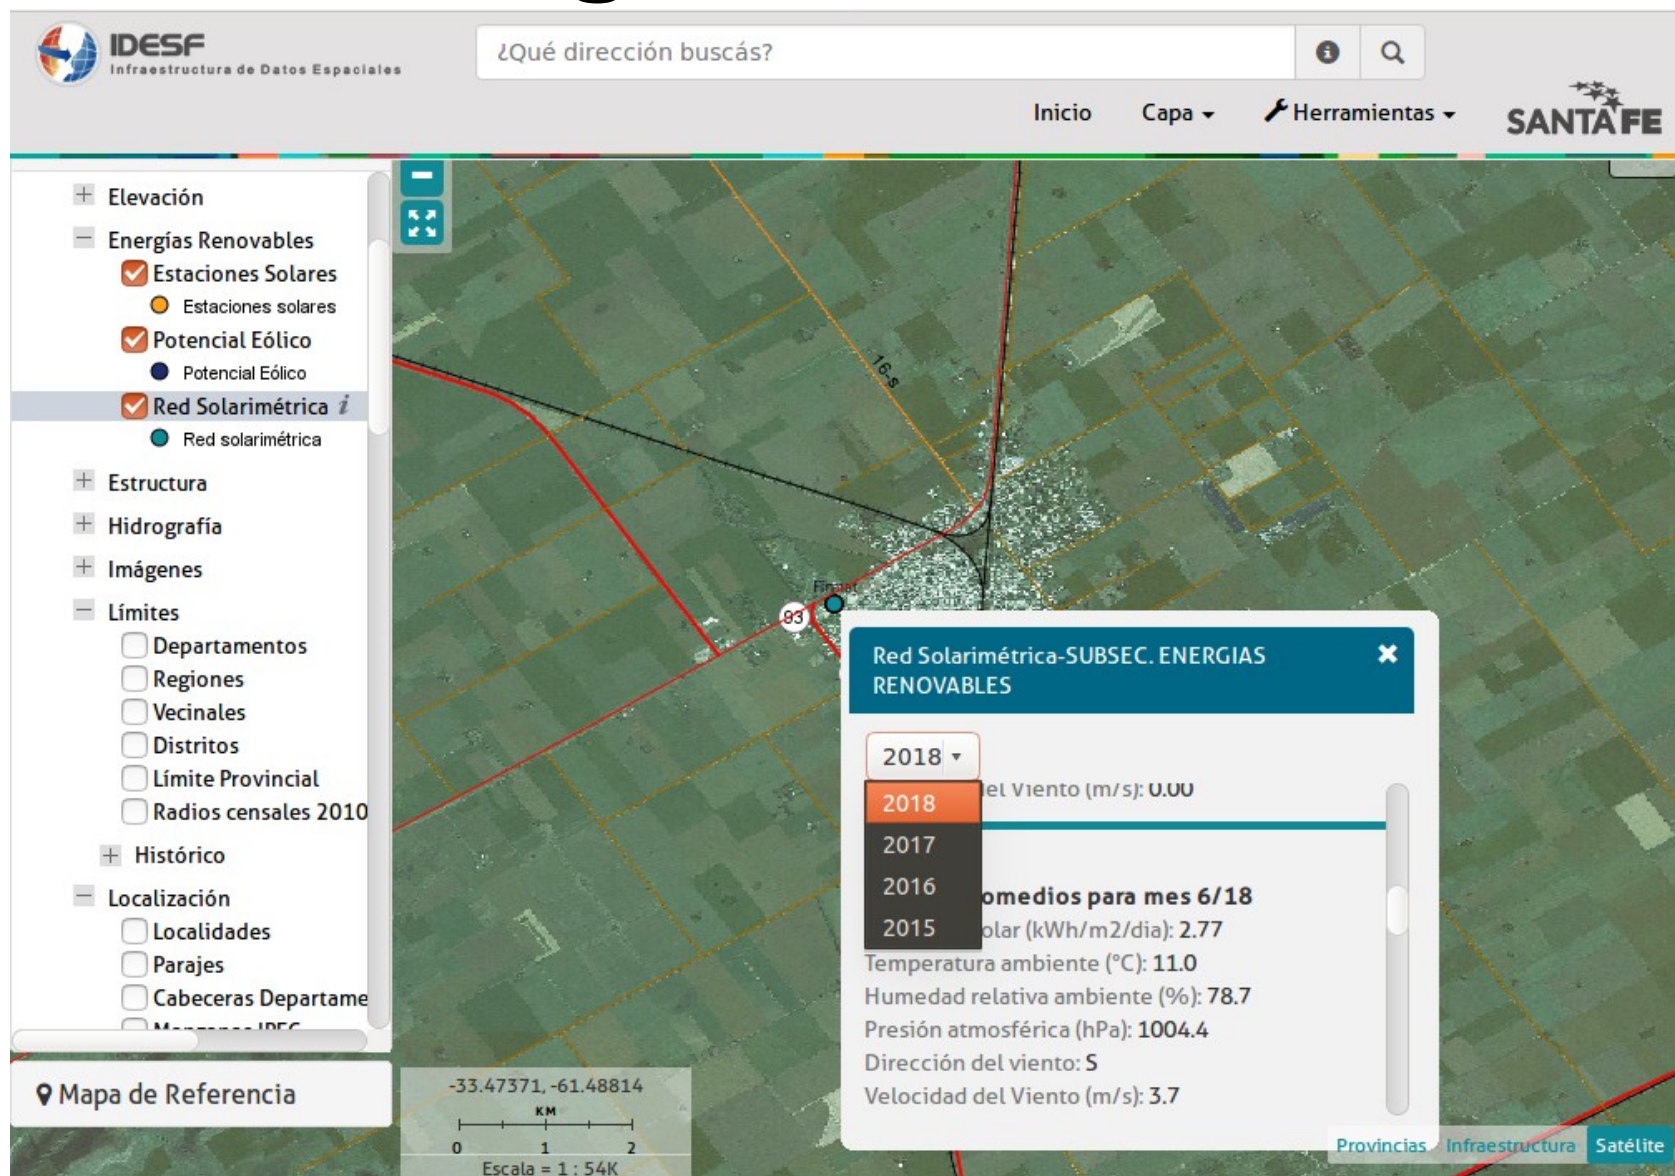 IDESF
Infraestructura de Datos Espaciales
¿Qué dirección buscás?
Inicio
Capa
Herramientas
SANTA FE
Elevación
Energías Renovables
Estaciones Solares
Estaciones solares
Potencial Eólico
Potencial Eólico
Red Solarimétrica i
Red solarimétrica
Estructura
Hidrografía
Imágenes
Límites
Departamentos
Regiones
Vecinales
Distritos
Límite Provincial
Radios censales 2010
Histórico
Localización
Localidades
Parajes
Cabeceras Departame
Mapa de Referencia
16-s
93
Red Solarimétrica-SUBSEC. ENERGIAS
RENOVABLES
2018
2018
2017
2016
2015
del Viento (m/s): 0.00
omedios para mes 6/18
olar (kWh/m2/dia): 2.77
Temperatura ambiente (°C): 11.0
Humedad relativa ambiente (%): 78.7
Presión atmosférica (hPa): 1004.4
Dirección del viento: S
Velocidad del Viento (m/s): 3.7
-33.47371, -61.48814
KM
0 1 2
Escala = 1 : 54K
Provincias Infraestructura Satélite